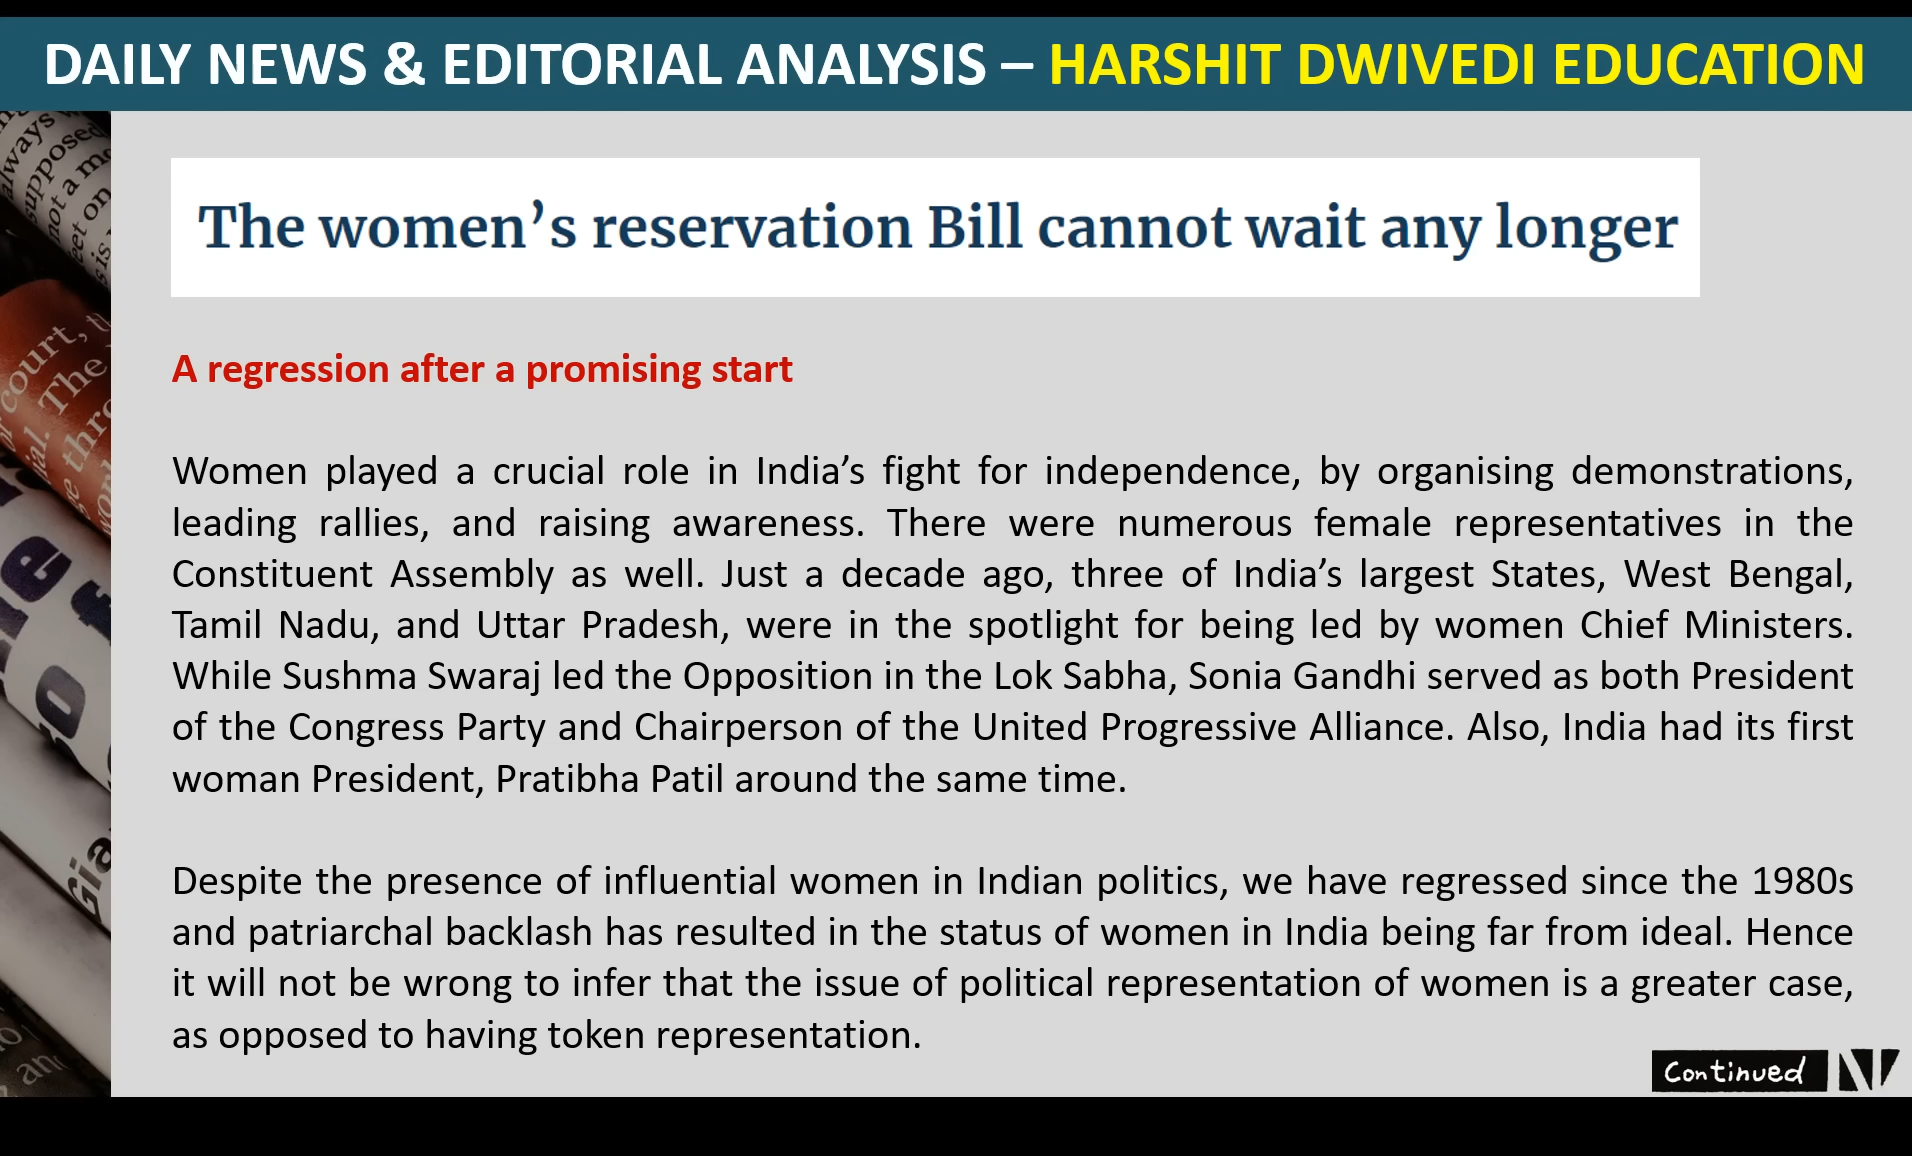 DAILY NEWS & EDITORIAL ANALYSIS – HARSHIT DWIVEDI EDUCATION
The women’s reservation Bill cannot wait any longer
A regression after a promising start
Women played a crucial role in India’s fight for independence, by organising demonstrations,
leading rallies, and raising awareness. There were numerous female representatives in the
Constituent Assembly as well. Just a decade ago, three of India’s largest States, West Bengal,
Tamil Nadu, and Uttar Pradesh, were in the spotlight for being led by women Chief Ministers.
While Sushma Swaraj led the Opposition in the Lok Sabha, Sonia Gandhi served as both President
of the Congress Party and Chairperson of the United Progressive Alliance. Also, India had its first
woman President, Pratibha Patil around the same time.
Despite the presence of influential women in Indian politics, we have regressed since the 1980s
and patriarchal backlash has resulted in the status of women in India being far from ideal. Hence
it will not be wrong to infer that the issue of political representation of women is a greater case,
as opposed to having token representation.
Continued
always
supposed
not a
on
is
court,
The